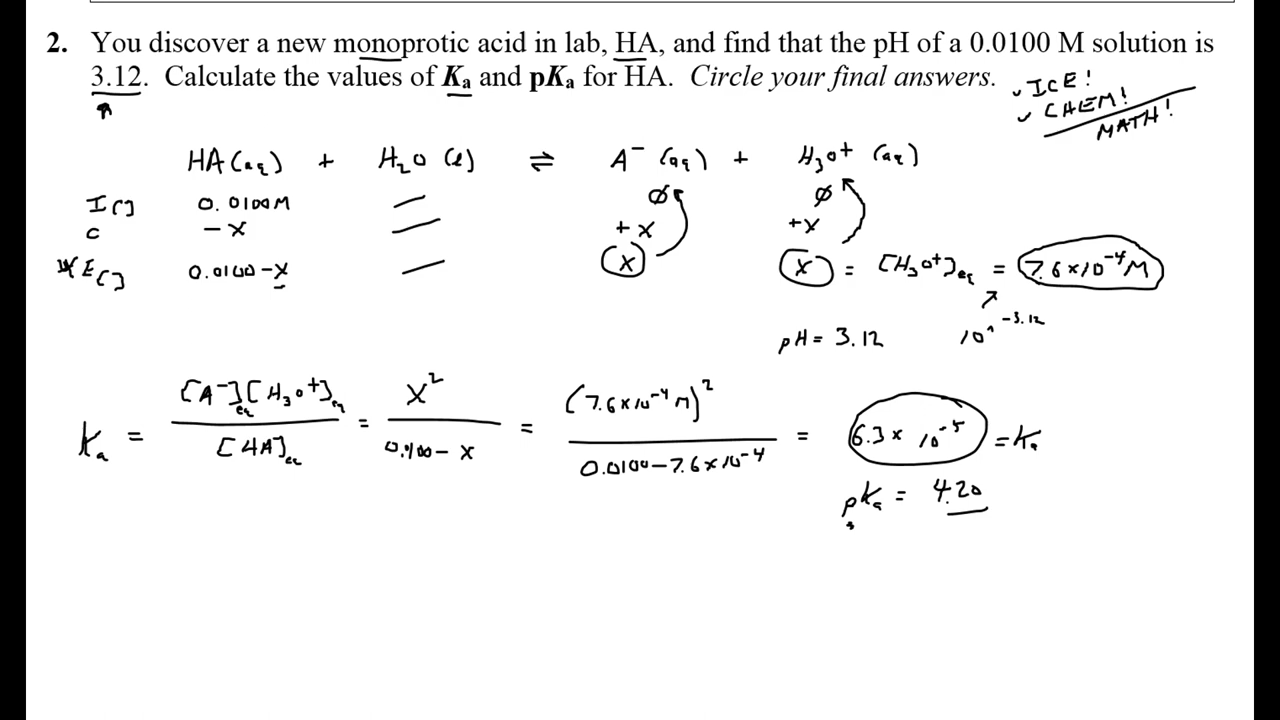 2. You discover a new monoprotic acid in lab, HA, and find that the pH of a 0.0100 M solution is
3.12. Calculate the values of Ka and pKa for HA. Circle your final answers.
✓ ICE!
✓ CHEM!
MATH!
HA(aq) + H₂O (l) ⇌ A⁻ (aq) + H₃O⁺ (aq)
I[] 0.0100M — Ø Ø
C -X — +X +X
E[] 0.0100-X — (X) (X) = [H₃O⁺]eq = 7.6×10⁻⁴M
pH = 3.12 10^-3.12
Ka = [A⁻]eq[H₃O⁺]eq / [HA]eq = X² / 0.0100-X = (7.6×10⁻⁴M)² / 0.0100-7.6×10⁻⁴ = 6.3×10⁻⁵ = Ka
pKa = 4.20